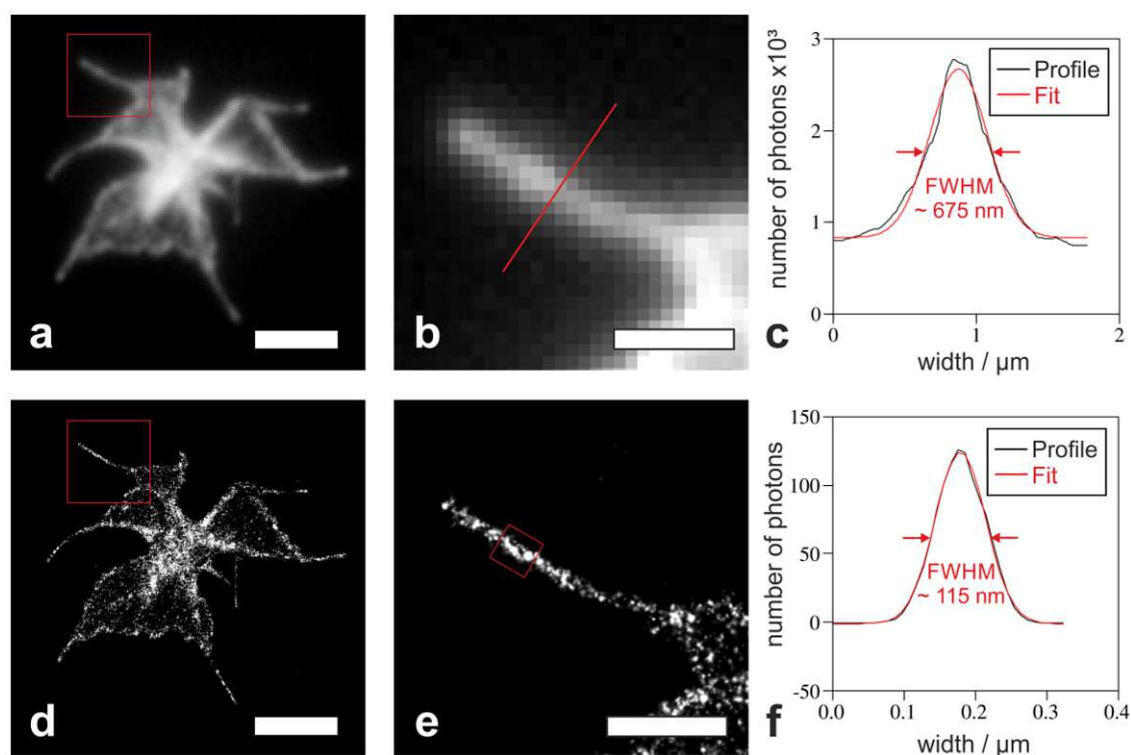 a
b
c
number of photons x10³
3
2
1
0
Profile
Fit
FWHM
~ 675 nm
0
1
2
width / µm
d
e
f
number of photons
150
100
50
0
-50
Profile
Fit
FWHM
~ 115 nm
0.0
0.1
0.2
0.3
0.4
width / µm